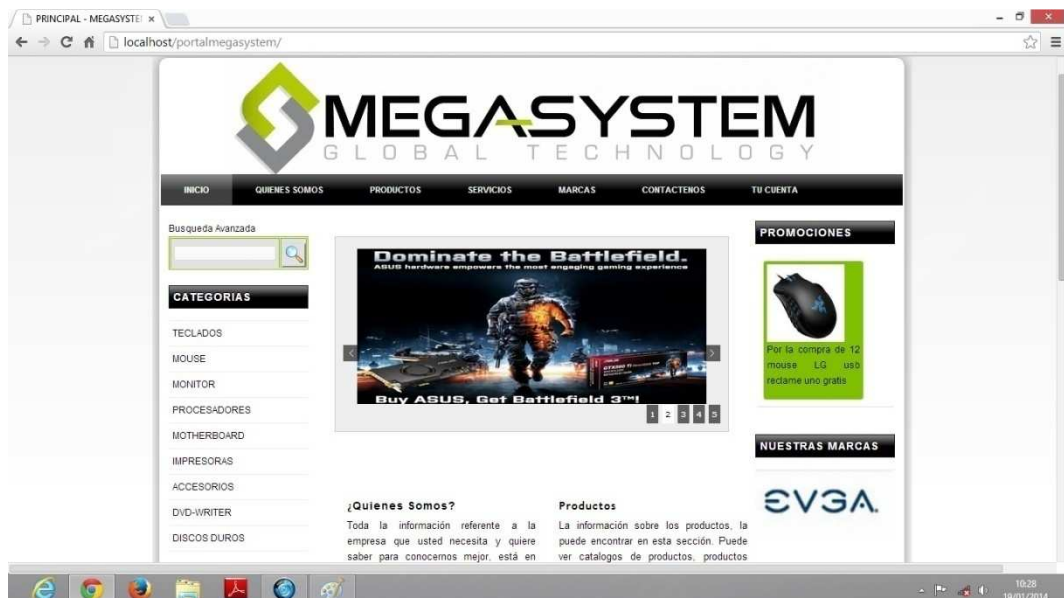 PRINCIPAL - MEGASYSTE
localhost/portalmegasystem/
MEGASYSTEM
GLOBAL TECHNOLOGY
INICIO QUIENES SOMOS PRODUCTOS SERVICIOS MARCAS CONTACTENOS TU CUENTA
Busqueda Avanzada
CATEGORIAS
TECLADOS
MOUSE
MONITOR
PROCESADORES
MOTHERBOARD
IMPRESORAS
ACCESORIOS
DVD-WRITER
DISCOS DUROS
Dominate the Battlefield.
ASUS hardware empowers the most engaging gaming experience
Buy ASUS, Get Battlefield 3™!
1 2 3 4 5
¿Quienes Somos?
Toda la información referente a la
empresa que usted necesita y quiere
saber para conocernos mejor, está en
Productos
La información sobre los productos, la
puede encontrar en esta sección. Puede
ver catalogos de productos, productos
PROMOCIONES
Por la compra de 12
mouse LG usb
reclame uno gratis
NUESTRAS MARCAS
EVGA.
10:28
19/01/2014